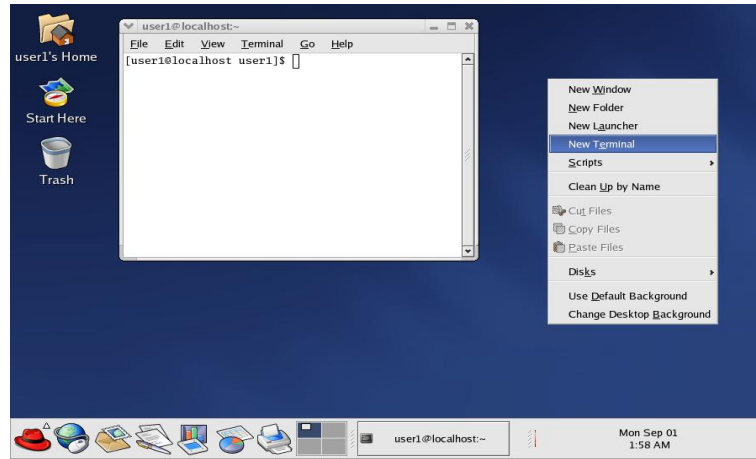 user1's Home
Start Here
Trash
user1@localhost:~
File Edit View Terminal Go Help
[user1@localhost user1]$
New Window
New Folder
New Launcher
New Terminal
Scripts
Clean Up by Name
Cut Files
Copy Files
Paste Files
Disks
Use Default Background
Change Desktop Background
user1@localhost:~
Mon Sep 01
1:58 AM